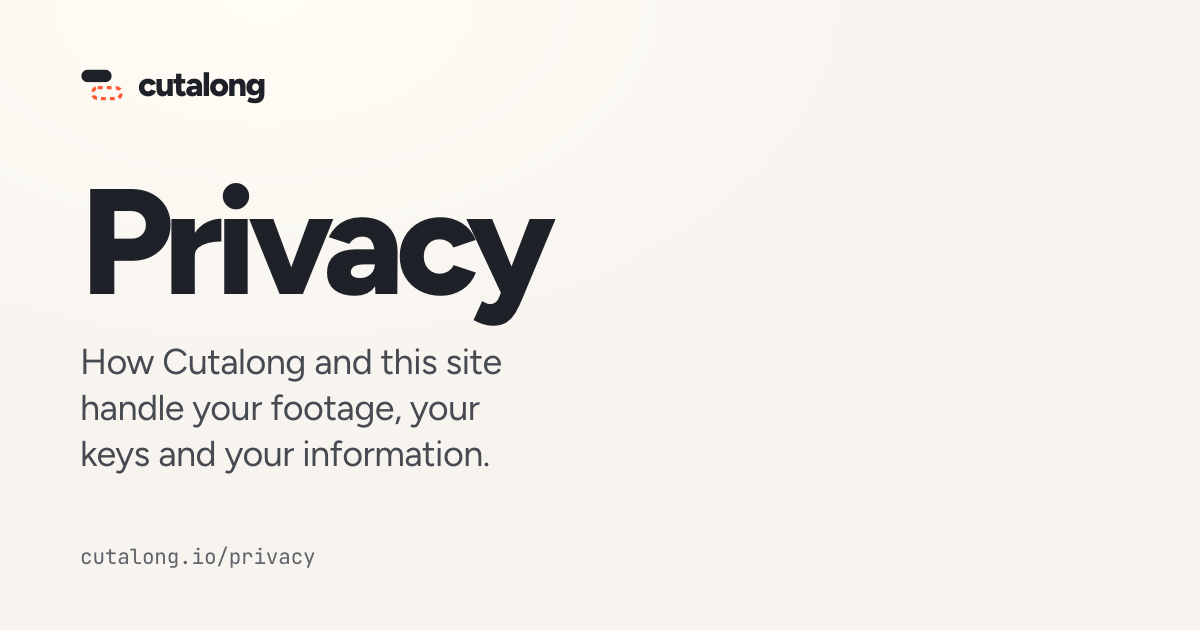 cutalong
Privacy
How Cutalong and this site
handle your footage, your
keys and your information.
cutalong.io/privacy